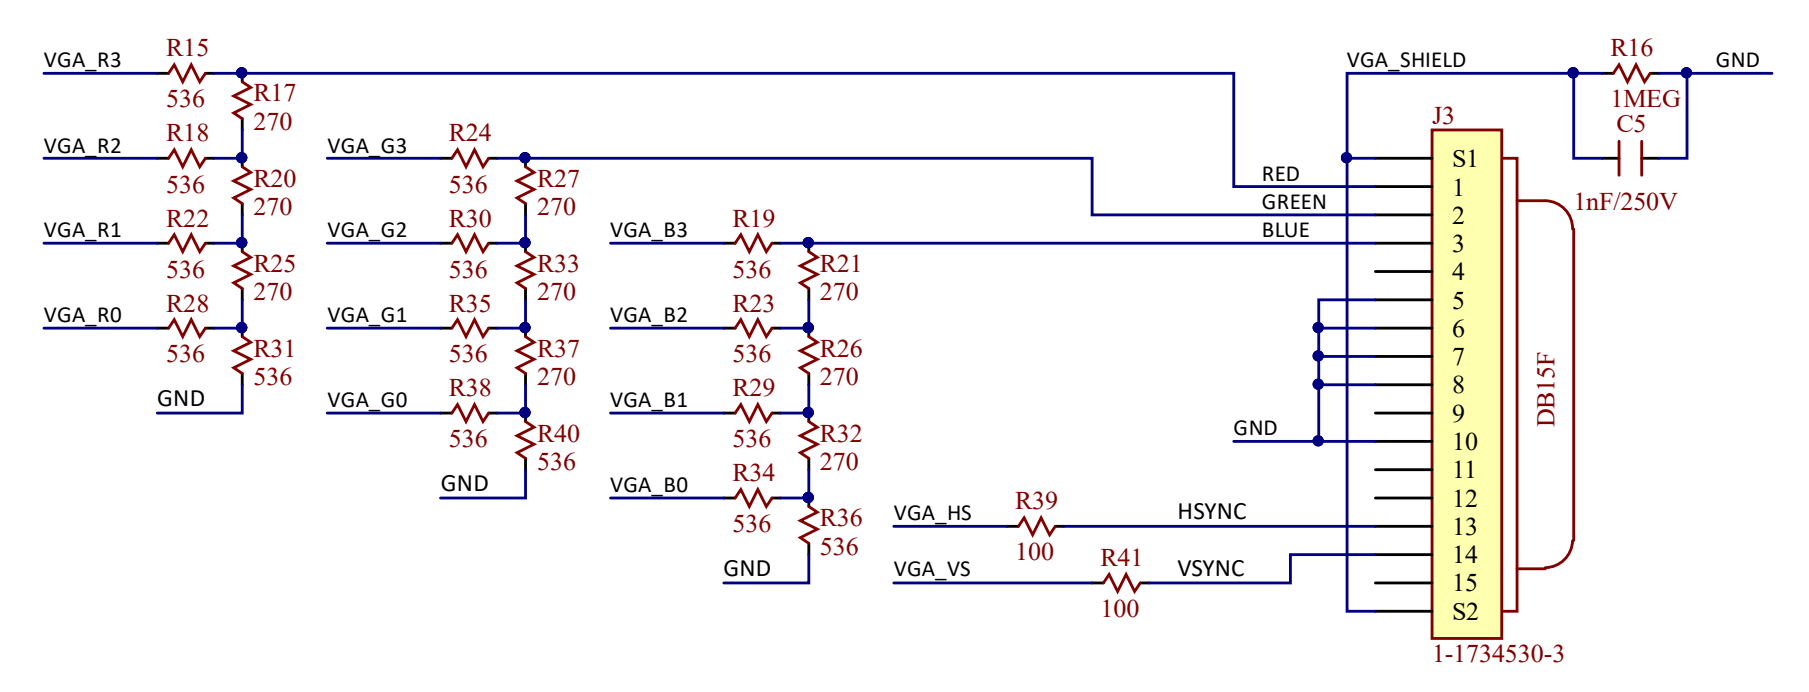 VGA_R3
R15
536
R17
270
VGA_R2
R18
536
R20
270
VGA_R1
R22
536
R25
270
VGA_R0
R28
536
R31
536
GND
VGA_G3
R24
536
R27
270
VGA_G2
R30
536
R33
270
VGA_G1
R35
536
R37
270
VGA_G0
R38
536
R40
536
GND
VGA_B3
R19
536
R21
270
VGA_B2
R23
536
R26
270
VGA_B1
R29
536
R32
270
VGA_B0
R34
536
R36
536
GND
VGA_HS
R39
100
HSYNC
VGA_VS
R41
100
VSYNC
RED
GREEN
BLUE
GND
VGA_SHIELD
R16
1MEG
GND
C5
1nF/250V
J3
S1
1
2
3
4
5
6
7
8
9
10
11
12
13
14
15
S2
DB15F
1-1734530-3